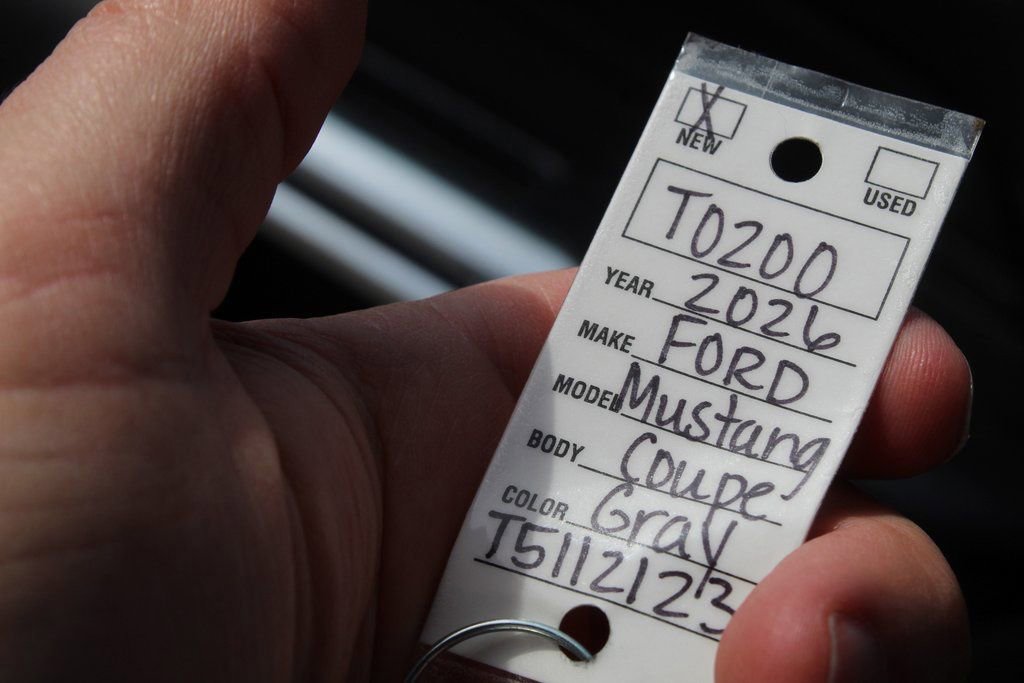 X
NEW USED
T0200
YEAR 2026
MAKE FORD
MODEL Mustang
BODY Coupe
COLOR Gray
T5112123